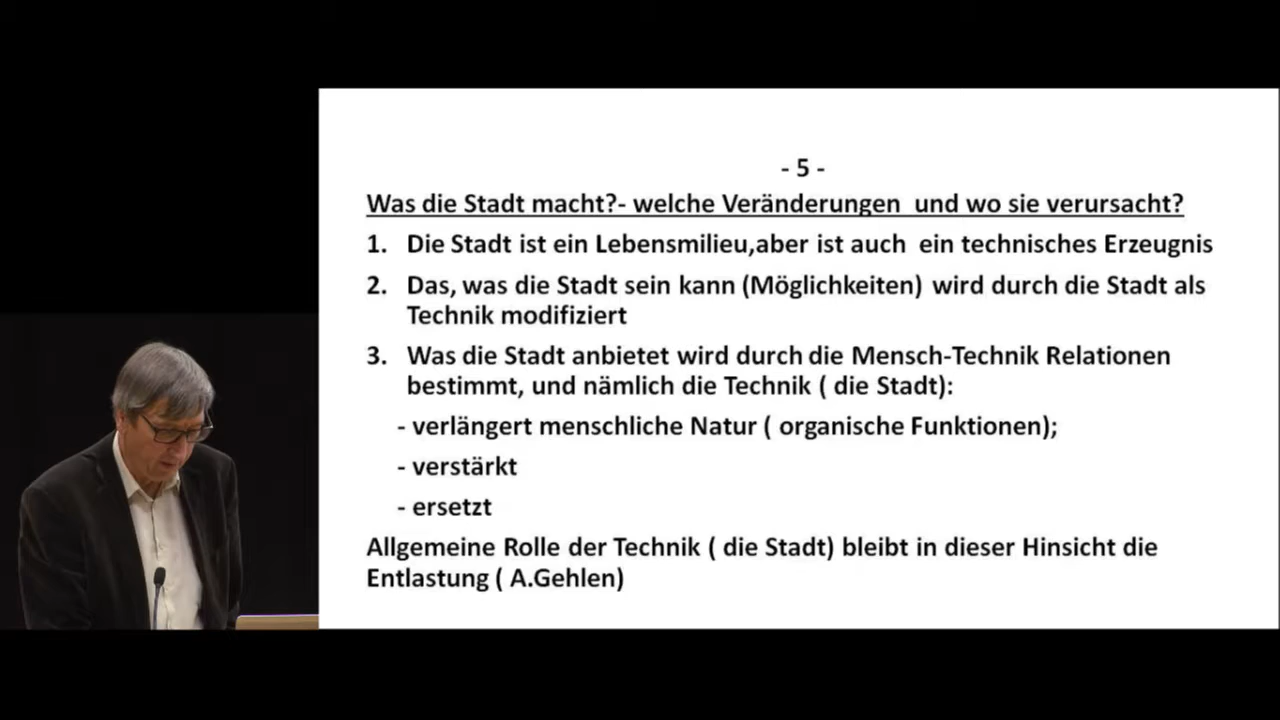 - 5 -
Was die Stadt macht?- welche Veränderungen und wo sie verursacht?
1. Die Stadt ist ein Lebensmilieu,aber ist auch ein technisches Erzeugnis
2. Das, was die Stadt sein kann (Möglichkeiten) wird durch die Stadt als
Technik modifiziert
3. Was die Stadt anbietet wird durch die Mensch-Technik Relationen
bestimmt, und nämlich die Technik ( die Stadt):
- verlängert menschliche Natur ( organische Funktionen);
- verstärkt
- ersetzt
Allgemeine Rolle der Technik ( die Stadt) bleibt in dieser Hinsicht die
Entlastung ( A.Gehlen)